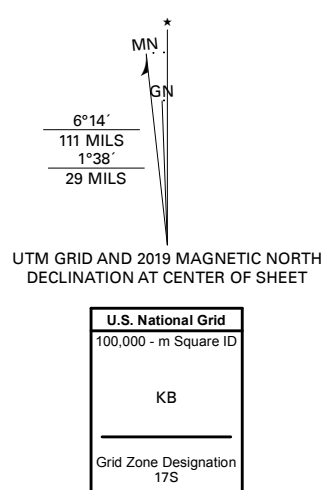 ★
MN
GN
6°14´
111 MILS
1°38´
29 MILS
UTM GRID AND 2019 MAGNETIC NORTH
DECLINATION AT CENTER OF SHEET
U.S. National Grid
100,000 - m Square ID
KB
Grid Zone Designation
17S